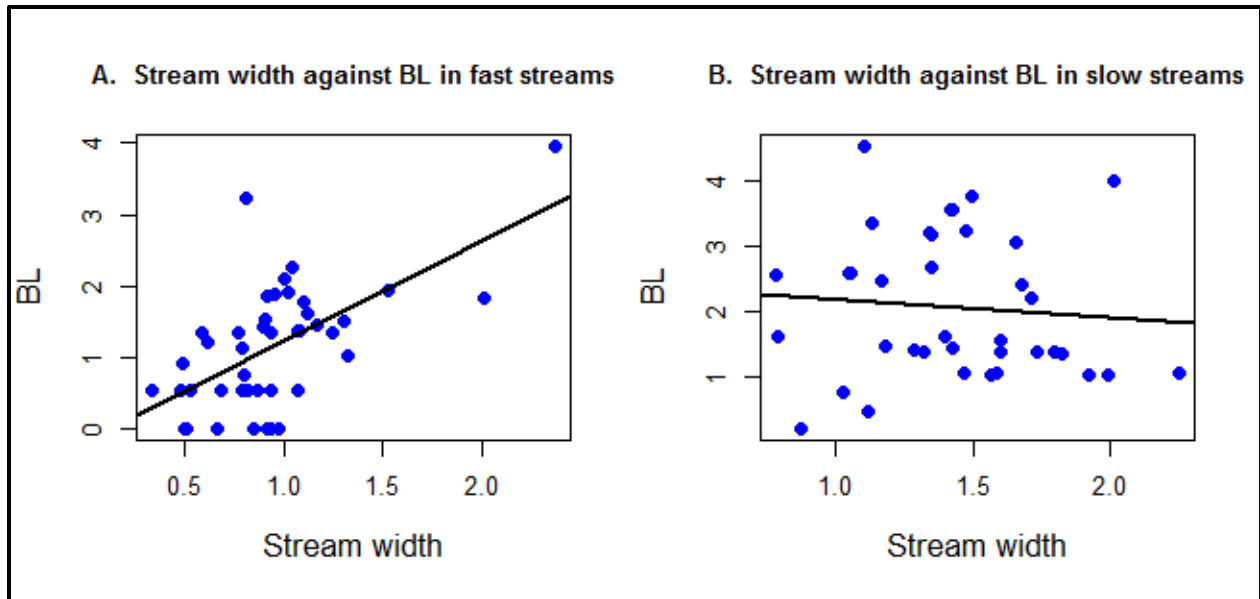 A. Stream width against BL in fast streams
BL
4
3
2
1
0
0.5 1.0 1.5 2.0
Stream width
B. Stream width against BL in slow streams
BL
4
3
2
1
1.0 1.5 2.0
Stream width